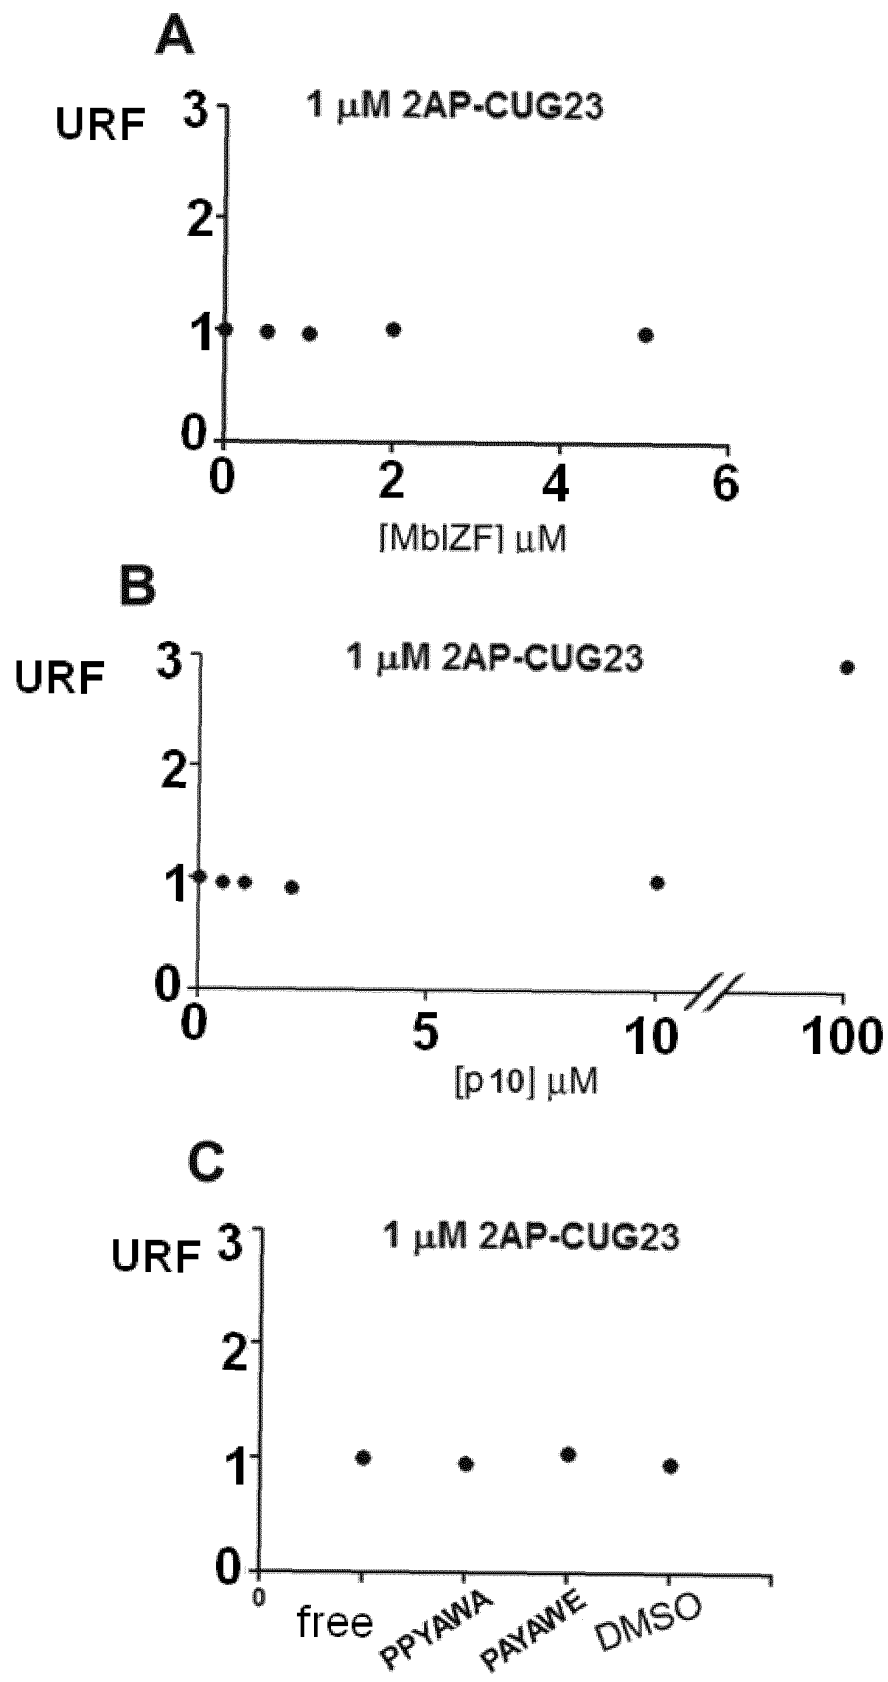 A
URF
1 μM 2AP-CUG23
3
2
1
0
0 2 4 6
[MblZF] μM
B
URF
1 μM 2AP-CUG23
3
2
1
0
0 5 10 100
[p10] μM
C
URF
1 μM 2AP-CUG23
3
2
1
0
0 free PPYAWA PAYAWE DMSO